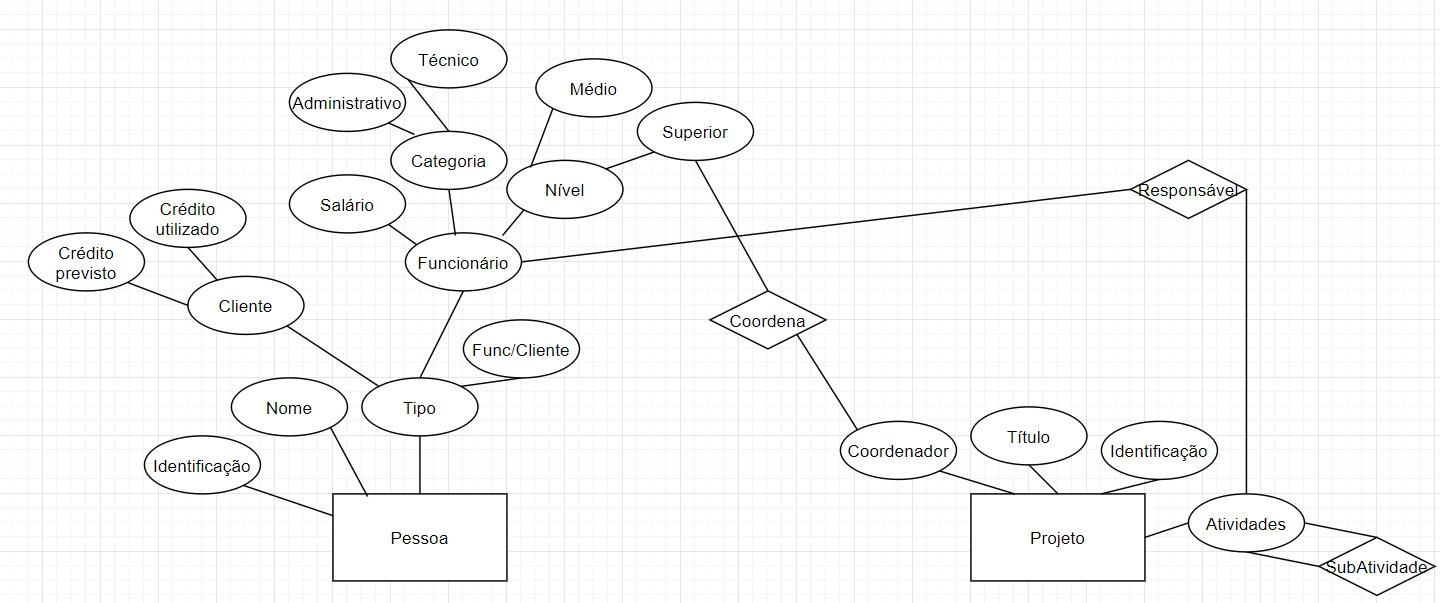 Técnico
Médio
Administrativo
Superior
Categoria
Nível
Responsável
Salário
Crédito
utilizado
Crédito
previsto
Funcionário
Cliente
Coordena
Func/Cliente
Nome
Tipo
Título
Coordenador
Identificação
Identificação
Atividades
Pessoa
Projeto
SubAtividade